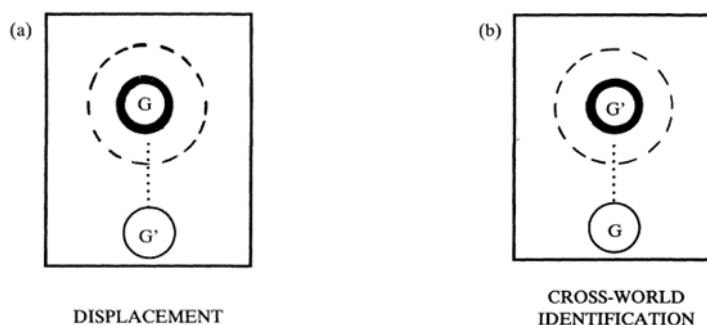 (a)
G
G'
DISPLACEMENT
(b)
G'
G
CROSS-WORLD
IDENTIFICATION